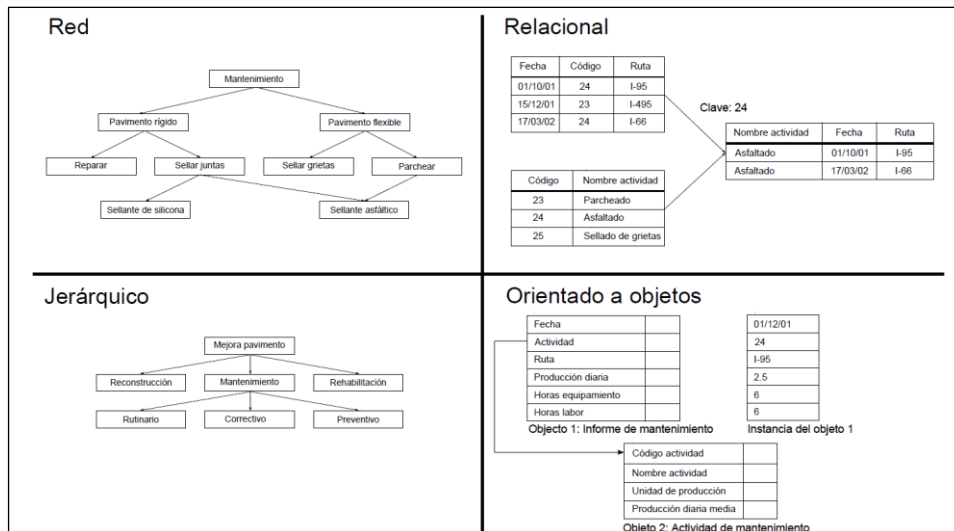 Red
Mantenimiento
Pavimento rígido
Pavimento flexible
Reparar
Sellar juntas
Sellar grietas
Parchear
Sellante de silicona
Sellante asfáltico
Relacional
Fecha Código Ruta
01/10/01 24 I-95
15/12/01 23 I-495
17/03/02 24 I-66
Clave: 24
Nombre actividad Fecha Ruta
Asfaltado 01/10/01 I-95
Asfaltado 17/03/02 I-66
Código Nombre actividad
23 Parcheado
24 Asfaltado
25 Sellado de grietas
Jerárquico
Mejora pavimento
Reconstrucción
Mantenimiento
Rehabilitación
Rutinario
Correctivo
Preventivo
Orientado a objetos
Fecha
Actividad
Ruta
Producción diaria
Horas equipamiento
Horas labor
Objecto 1: Informe de mantenimiento
01/12/01
24
I-95
2.5
6
6
Instancia del objeto 1
Código actividad
Nombre actividad
Unidad de producción
Producción diaria media
Objeto 2: Actividad de mantenimiento